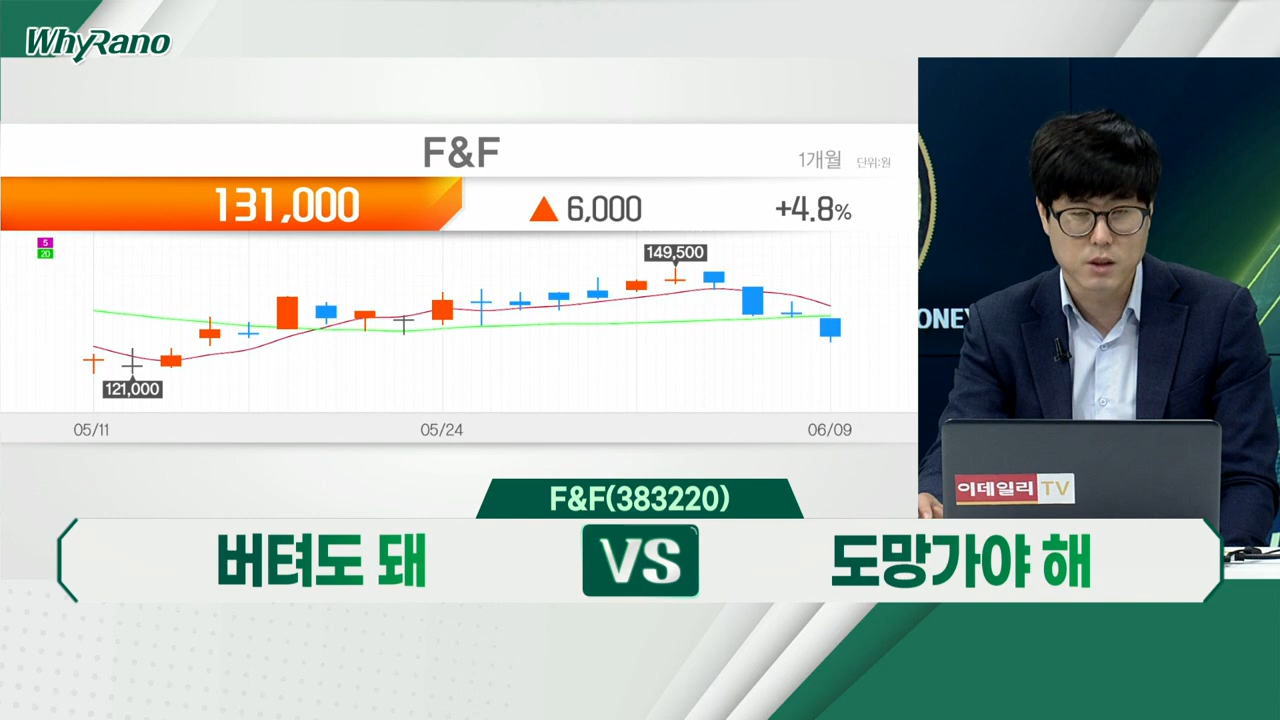 WhyRano
F&F
1개월 단위:원
131,000 ▲ 6,000 +4.8%
5
20
149,500
121,000
05/11 05/24 06/09
ONEY
이데일리 TV
F&F(383220)
버텨도 돼 VS 도망가야 해